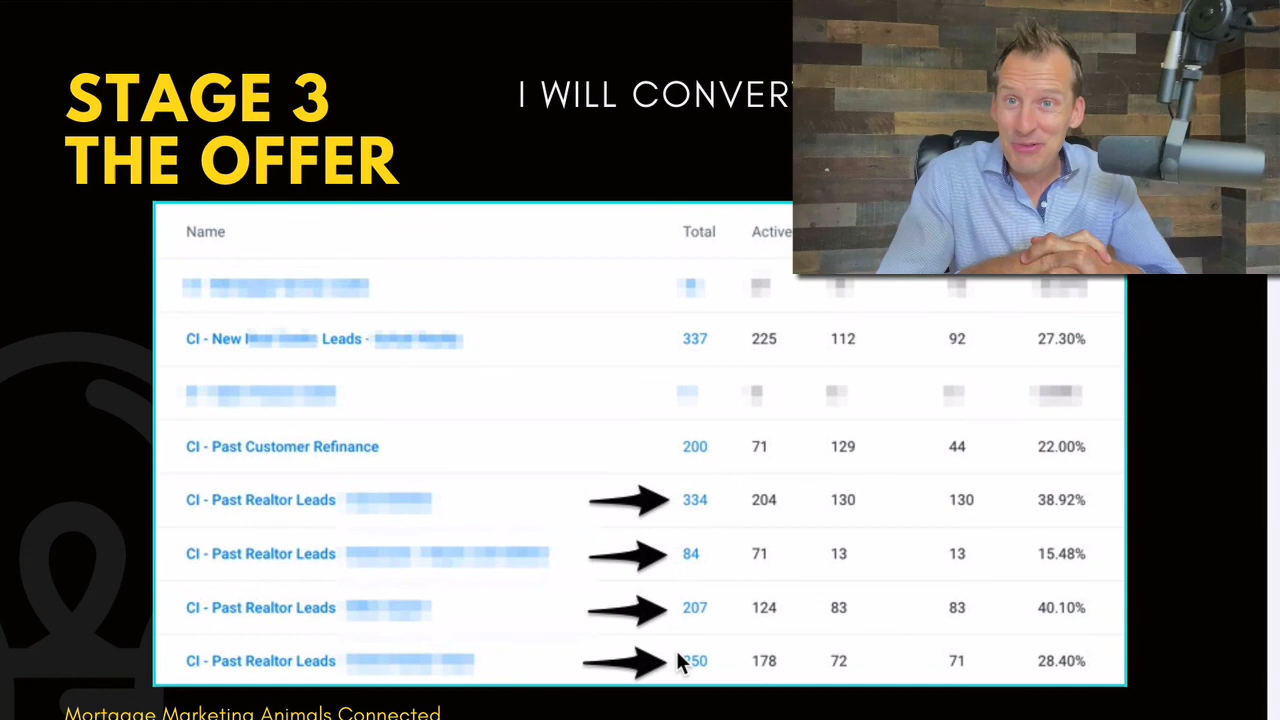 STAGE 3
THE OFFER
I WILL CONVER
Name Total Active
CI - New Leads - 337 225 112 92 27.30%
CI - Past Customer Refinance 200 71 129 44 22.00%
CI - Past Realtor Leads 334 204 130 130 38.92%
CI - Past Realtor Leads 84 71 13 13 15.48%
CI - Past Realtor Leads 207 124 83 83 40.10%
CI - Past Realtor Leads 250 178 72 71 28.40%
Mortgage Marketing Animals Connected